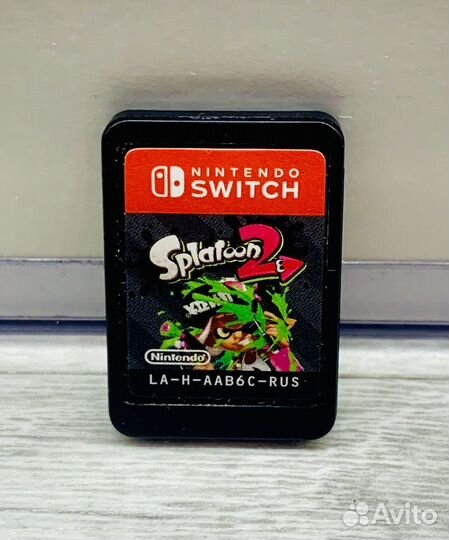 NINTENDO
SWITCH
Splatoon 2
Nintendo
LA-H-AAB6C-RUS
Avito